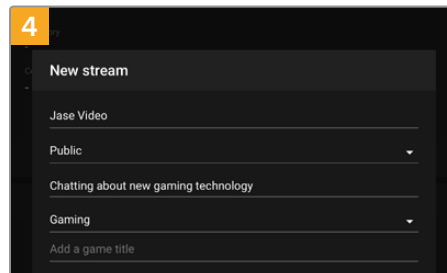 4
New stream
Jase Video
Public
Chatting about new gaming technology
Gaming
Add a game title